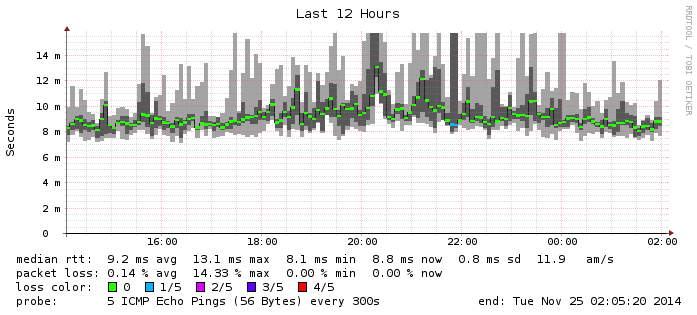 Last 12 Hours
RRDTOOL / TOBI OETIKER
Seconds
14 m
12 m
10 m
8 m
6 m
4 m
2 m
0
16:00 18:00 20:00 22:00 00:00 02:00
median rtt: 9.2 ms avg 13.1 ms max 8.1 ms min 8.8 ms now 0.8 ms sd 11.9 am/s
packet loss: 0.14 % avg 14.33 % max 0.00 % min 0.00 % now
loss color: 0 1/5 2/5 3/5 4/5
probe: 5 ICMP Echo Pings (56 Bytes) every 300s end: Tue Nov 25 02:05:20 2014